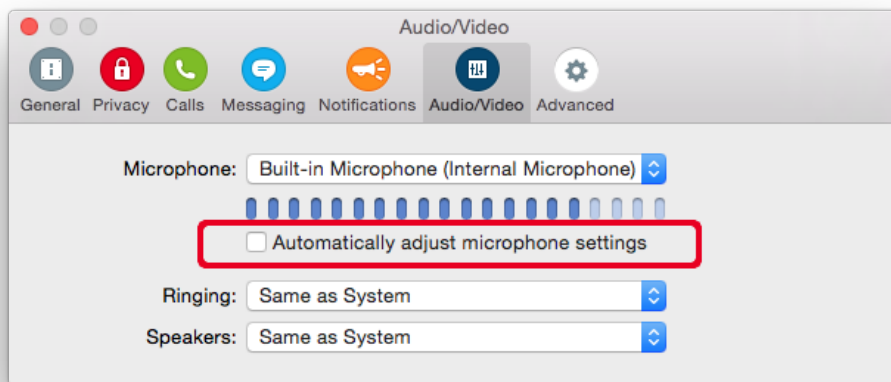 Audio/Video
General Privacy Calls Messaging Notifications Audio/Video Advanced
Microphone: Built-in Microphone (Internal Microphone)
Automatically adjust microphone settings
Ringing: Same as System
Speakers: Same as System